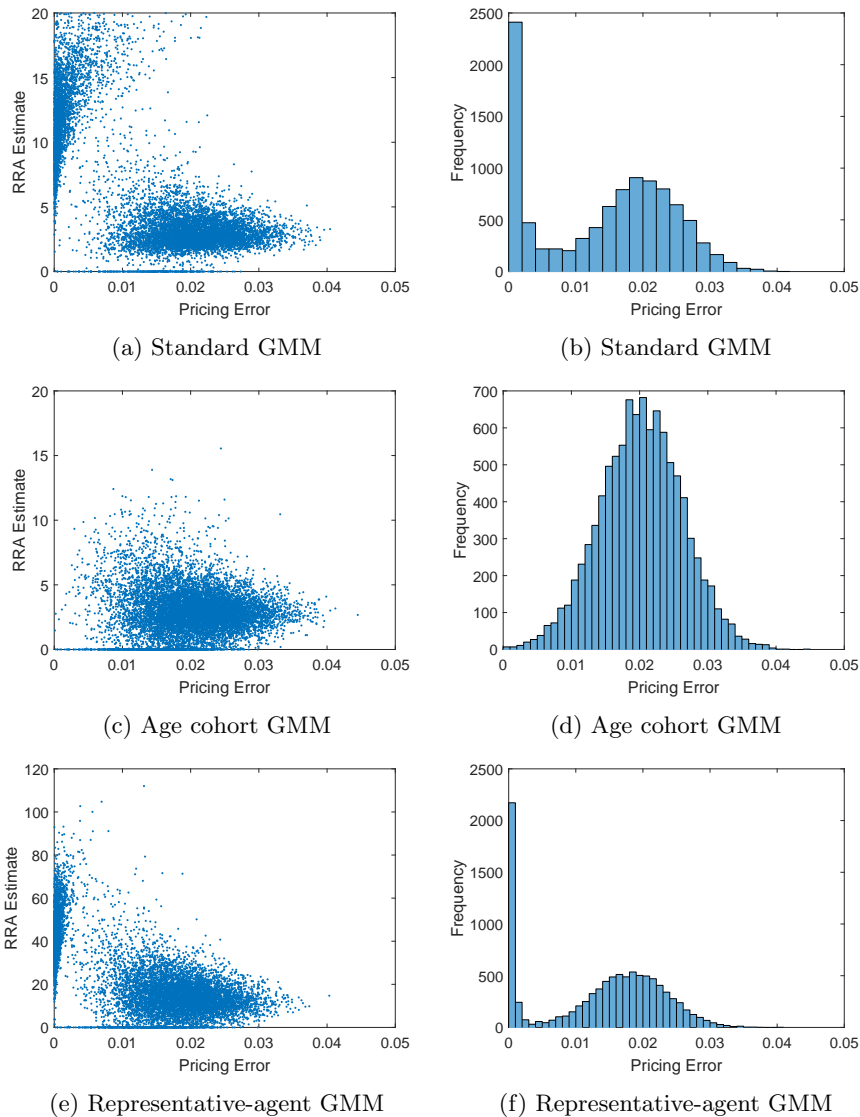 20
15
10
5
0
RRA Estimate
0 0.01 0.02 0.03 0.04 0.05
Pricing Error
(a) Standard GMM
2500
2000
1500
1000
500
0
Frequency
0 0.01 0.02 0.03 0.04 0.05
Pricing Error
(b) Standard GMM
20
15
10
5
0
RRA Estimate
0 0.01 0.02 0.03 0.04 0.05
Pricing Error
(c) Age cohort GMM
700
600
500
400
300
200
100
0
Frequency
0 0.01 0.02 0.03 0.04 0.05
Pricing Error
(d) Age cohort GMM
120
100
80
60
40
20
0
RRA Estimate
0 0.01 0.02 0.03 0.04 0.05
Pricing Error
(e) Representative-agent GMM
2500
2000
1500
1000
500
0
Frequency
0 0.01 0.02 0.03 0.04 0.05
Pricing Error
(f) Representative-agent GMM